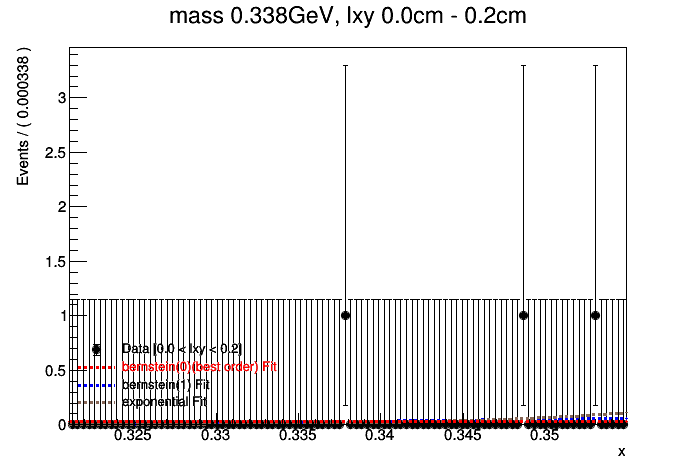 mass 0.338GeV, lxy 0.0cm - 0.2cm
Events / ( 0.000338 )
3
2.5
2
1.5
1
0.5
0
Data [0.0 < lxy < 0.2]
bernstein(0)(best order) Fit
bernstein(1) Fit
exponential Fit
0.325 0.33 0.335 0.34 0.345 0.35
x